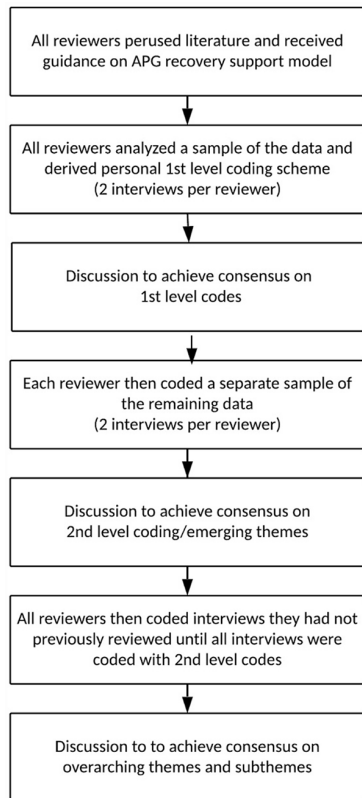 All reviewers perused literature and received
guidance on APG recovery support model
All reviewers analyzed a sample of the data and
derived personal 1st level coding scheme
(2 interviews per reviewer)
Discussion to achieve consensus on
1st level codes
Each reviewer then coded a separate sample of
the remaining data
(2 interviews per reviewer)
Discussion to achieve consensus on
2nd level coding/emerging themes
All reviewers then coded interviews they had not
previously reviewed until all interviews were
coded with 2nd level codes
Discussion to to achieve consensus on
overarching themes and subthemes